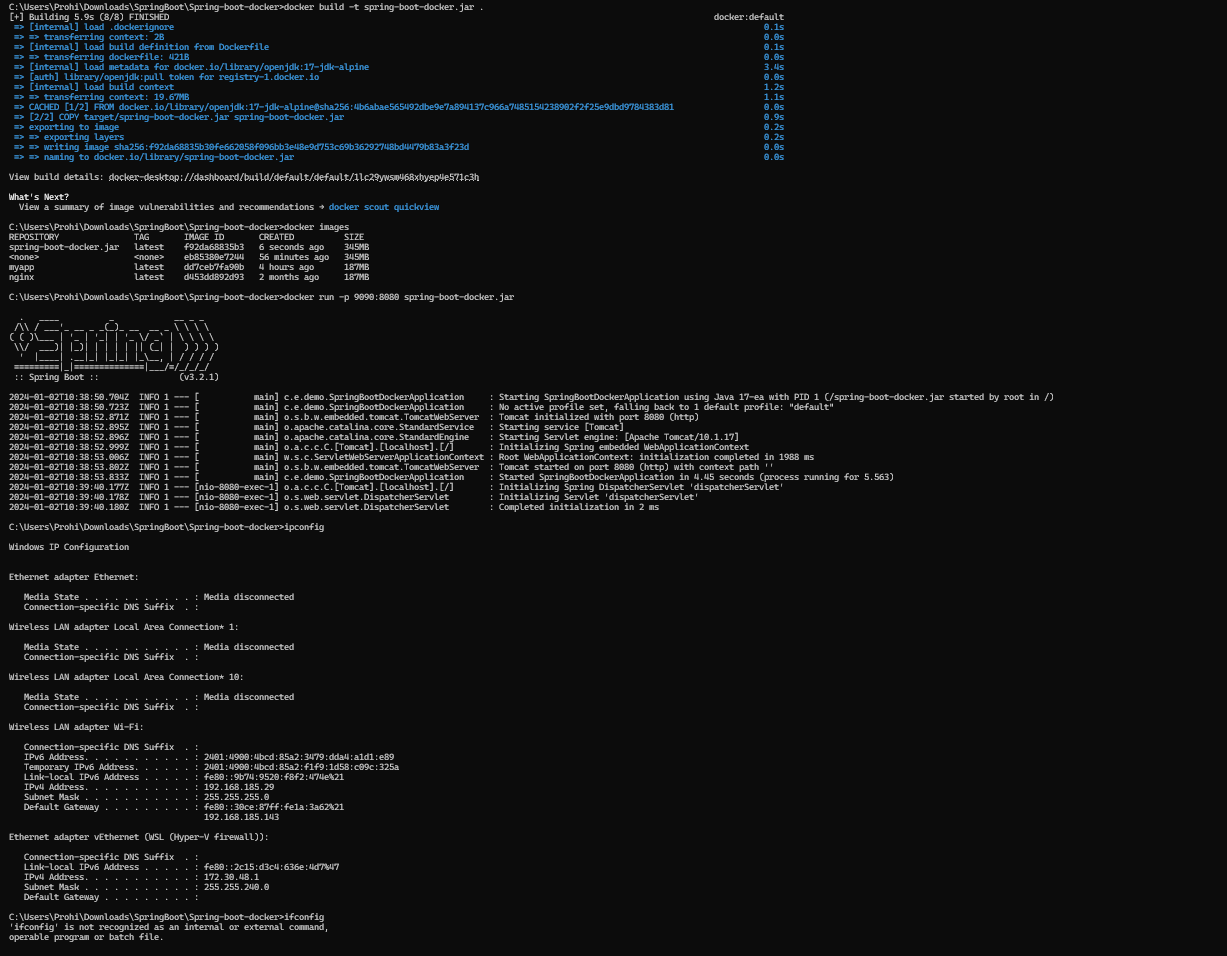 C:\Users\Prohi\Downloads\SpringBoot\Spring-boot-docker>docker build -t spring-boot-docker.jar .
[+] Building 5.9s (8/8) FINISHED docker:default
=> [internal] load .dockerignore 0.1s
=> => transferring context: 2B 0.0s
=> [internal] load build definition from Dockerfile 0.1s
=> => transferring dockerfile: 421B 0.0s
=> [internal] load metadata for docker.io/library/openjdk:17-jdk-alpine 3.4s
=> [auth] library/openjdk:pull token for registry-1.docker.io 0.0s
=> [internal] load build context 1.2s
=> => transferring context: 19.67MB 1.1s
=> CACHED [1/2] FROM docker.io/library/openjdk:17-jdk-alpine@sha256:4b6abae565492dbe9e7a894137c966a7485154238902f2f25e9dbd9784383d81 0.0s
=> [2/2] COPY target/spring-boot-docker.jar spring-boot-docker.jar 0.9s
=> exporting to image 0.2s
=> => exporting layers 0.2s
=> => writing image sha256:f92da68835b30fe662058f096bb3e48e9d753c69b36292748bd4479b83a3f23d 0.0s
=> => naming to docker.io/library/spring-boot-docker.jar 0.0s
View build details: docker-desktop://dashboard/build/default/default/1lc29ywsm468xhyep4e571c3h
What's Next?
View a summary of image vulnerabilities and recommendations → docker scout quickview
C:\Users\Prohi\Downloads\SpringBoot\Spring-boot-docker>docker images
REPOSITORY TAG IMAGE ID CREATED SIZE
spring-boot-docker.jar latest f92da68835b3 6 seconds ago 345MB
<none> <none> eb85380e7244 56 minutes ago 345MB
myapp latest dd7ceb7fa90b 4 hours ago 187MB
nginx latest d453dd892d93 2 months ago 187MB
C:\Users\Prohi\Downloads\SpringBoot\Spring-boot-docker>docker run -p 9090:8080 spring-boot-docker.jar
  .   ____          _            __ _ _
 /\\ / ___'_ __ _ _(_)_ __  __ _ \ \ \ \
( ( )\___ | '_ | '_| | '_ \/ _` | \ \ \ \
 \\/  ___)| |_)| | | | | || (_| |  ) ) ) )
  '  |____| .__|_| |_|_| |_\__, | / / / /
 =========|_|==============|___/=/_/_/_/
:: Spring Boot :: (v3.2.1)
2024-01-02T10:38:50.704Z INFO 1 --- [ main] c.e.demo.SpringBootDockerApplication : Starting SpringBootDockerApplication using Java 17-ea with PID 1 (/spring-boot-docker.jar started by root in /)
2024-01-02T10:38:50.723Z INFO 1 --- [ main] c.e.demo.SpringBootDockerApplication : No active profile set, falling back to 1 default profile: "default"
2024-01-02T10:38:52.871Z INFO 1 --- [ main] o.s.b.w.embedded.tomcat.TomcatWebServer : Tomcat initialized with port 8080 (http)
2024-01-02T10:38:52.895Z INFO 1 --- [ main] o.apache.catalina.core.StandardService : Starting service [Tomcat]
2024-01-02T10:38:52.896Z INFO 1 --- [ main] o.apache.catalina.core.StandardEngine : Starting Servlet engine: [Apache Tomcat/10.1.17]
2024-01-02T10:38:52.999Z INFO 1 --- [ main] o.a.c.c.C.[Tomcat].[localhost].[/] : Initializing Spring embedded WebApplicationContext
2024-01-02T10:38:53.006Z INFO 1 --- [ main] w.s.c.ServletWebServerApplicationContext : Root WebApplicationContext: initialization completed in 1988 ms
2024-01-02T10:38:53.802Z INFO 1 --- [ main] o.s.b.w.embedded.tomcat.TomcatWebServer : Tomcat started on port 8080 (http) with context path ''
2024-01-02T10:38:53.833Z INFO 1 --- [ main] c.e.demo.SpringBootDockerApplication : Started SpringBootDockerApplication in 4.45 seconds (process running for 5.563)
2024-01-02T10:39:40.177Z INFO 1 --- [nio-8080-exec-1] o.a.c.c.C.[Tomcat].[localhost].[/] : Initializing Spring DispatcherServlet 'dispatcherServlet'
2024-01-02T10:39:40.178Z INFO 1 --- [nio-8080-exec-1] o.s.web.servlet.DispatcherServlet : Initializing Servlet 'dispatcherServlet'
2024-01-02T10:39:40.180Z INFO 1 --- [nio-8080-exec-1] o.s.web.servlet.DispatcherServlet : Completed initialization in 2 ms
C:\Users\Prohi\Downloads\SpringBoot\Spring-boot-docker>ipconfig
Windows IP Configuration
Ethernet adapter Ethernet:
Media State . . . . . . . . . . . : Media disconnected
Connection-specific DNS Suffix . :
Wireless LAN adapter Local Area Connection* 1:
Media State . . . . . . . . . . . : Media disconnected
Connection-specific DNS Suffix . :
Wireless LAN adapter Local Area Connection* 10:
Media State . . . . . . . . . . . : Media disconnected
Connection-specific DNS Suffix . :
Wireless LAN adapter Wi-Fi:
Connection-specific DNS Suffix . :
IPv6 Address. . . . . . . . . . . : 2401:4900:4bcd:85a2:3479:dda4:a1d1:e89
Temporary IPv6 Address. . . . . . : 2401:4900:4bcd:85a2:f1f9:1d58:c09c:325a
Link-local IPv6 Address . . . . . : fe80::9b74:9520:f8f2:474e%21
IPv4 Address. . . . . . . . . . . : 192.168.185.29
Subnet Mask . . . . . . . . . . . : 255.255.255.0
Default Gateway . . . . . . . . . : fe80::30ce:87ff:fe1a:3a62%21
192.168.185.143
Ethernet adapter vEthernet (WSL (Hyper-V firewall)):
Connection-specific DNS Suffix . :
Link-local IPv6 Address . . . . . : fe80::2c15:d3c4:636e:4d7%47
IPv4 Address. . . . . . . . . . . : 172.30.48.1
Subnet Mask . . . . . . . . . . . : 255.255.240.0
Default Gateway . . . . . . . . . :
C:\Users\Prohi\Downloads\SpringBoot\Spring-boot-docker>ifconfig
'ifconfig' is not recognized as an internal or external command,
operable program or batch file.